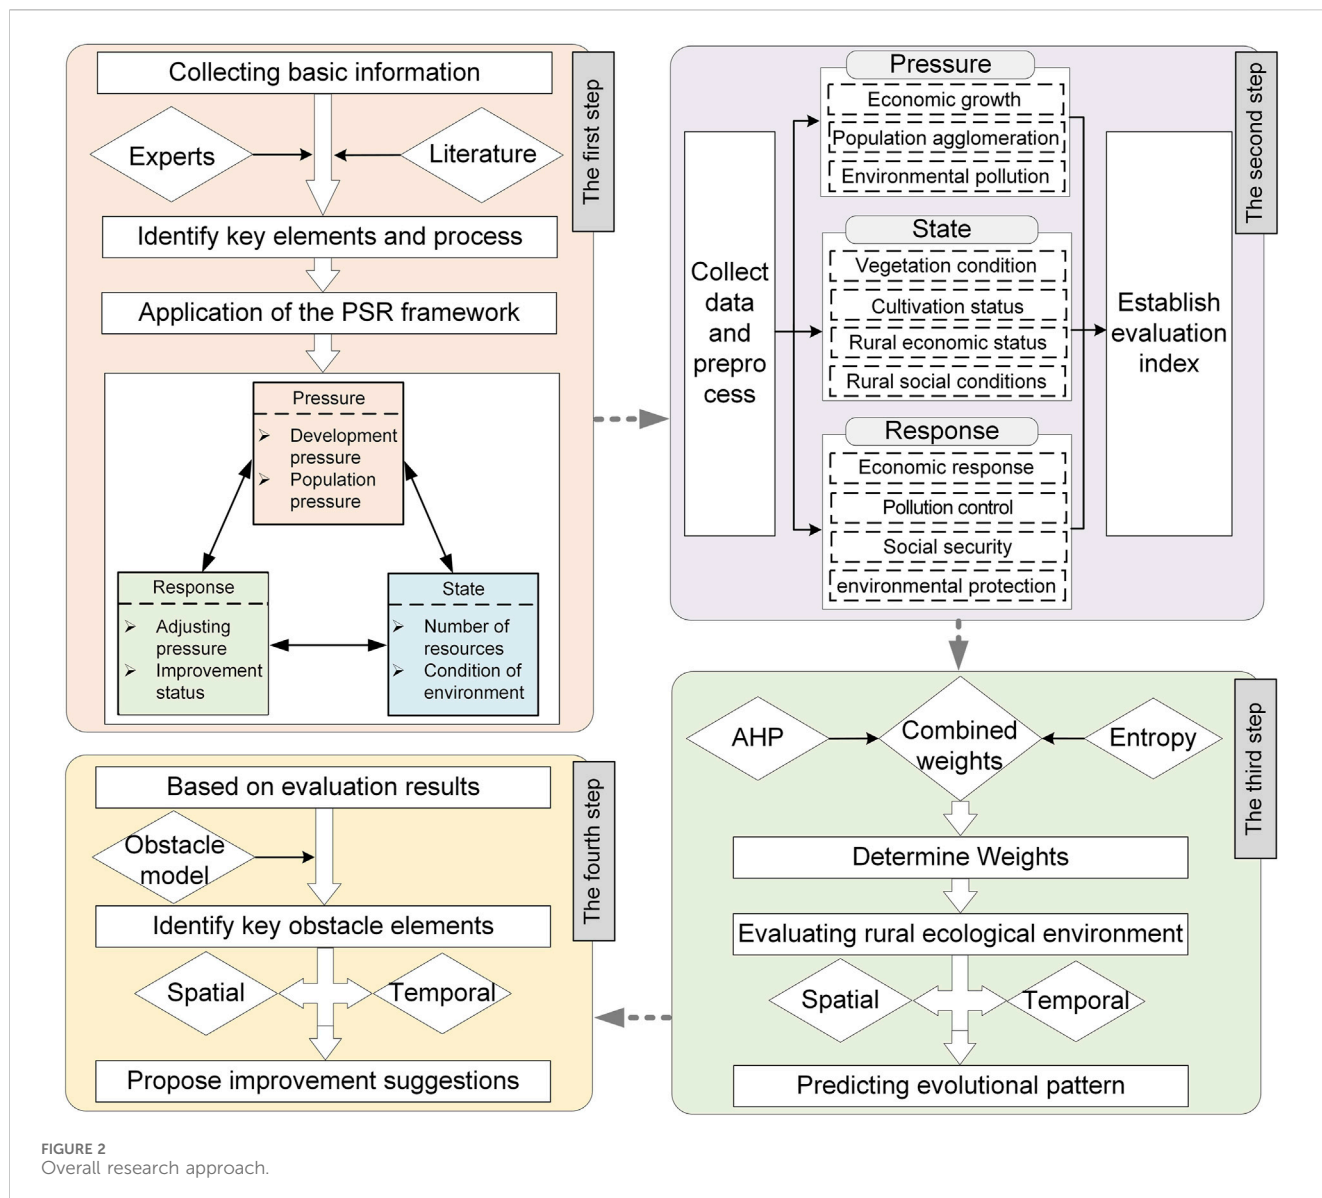 Collecting basic information
Experts
Literature
Identify key elements and process
Application of the PSR framework
Pressure
➢ Development
pressure
➢ Population
pressure
Response
➢ Adjusting
pressure
➢ Improvement
status
State
➢ Number of
resources
➢ Condition of
environment
The first step
Collect
data
and
prepro
cess
Pressure
Economic growth
Population agglomeration
Environmental pollution
State
Vegetation condition
Cultivation status
Rural economic status
Rural social conditions
Response
Economic response
Pollution control
Social security
environmental protection
Establish
evaluation
index
The second step
AHP
Combined
weights
Entropy
Determine Weights
Evaluating rural ecological environment
Spatial
Temporal
Predicting evolutional pattern
The third step
Based on evaluation results
Obstacle
model
Identify key obstacle elements
Spatial
Temporal
Propose improvement suggestions
The fourth step
FIGURE 2
Overall research approach.